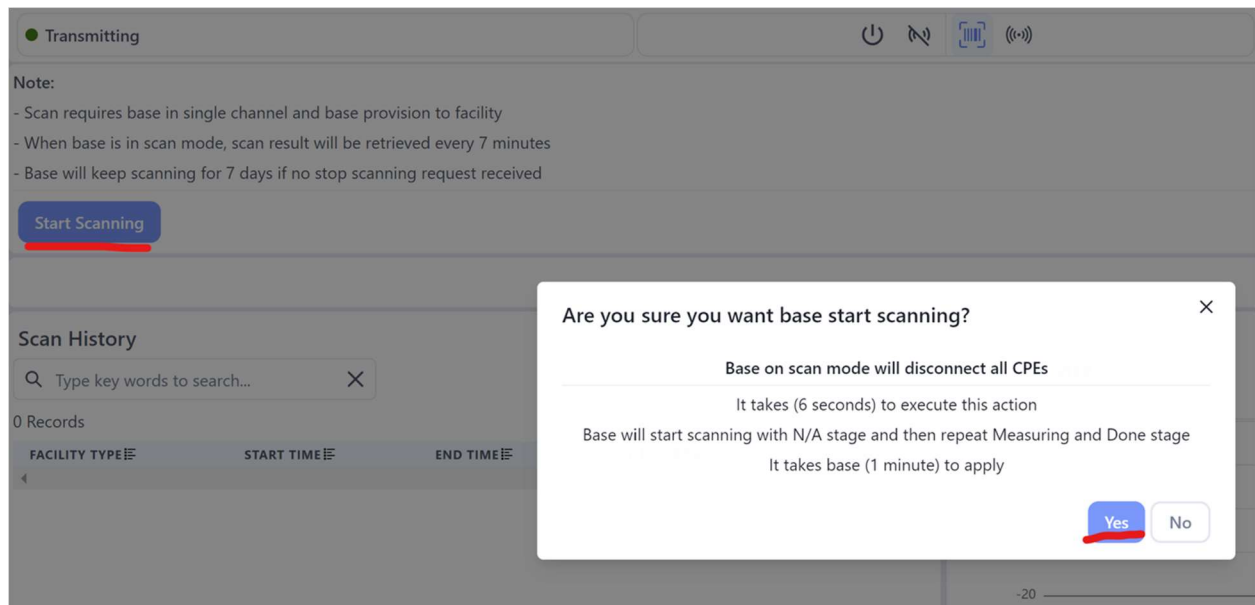 Transmitting
Note:
- Scan requires base in single channel and base provision to facility
- When base is in scan mode, scan result will be retrieved every 7 minutes
- Base will keep scanning for 7 days if no stop scanning request received
Start Scanning
Scan History
Type key words to search...
0 Records
FACILITY TYPE START TIME END TIME
Are you sure you want base start scanning?
Base on scan mode will disconnect all CPEs
It takes (6 seconds) to execute this action
Base will start scanning with N/A stage and then repeat Measuring and Done stage
It takes base (1 minute) to apply
Yes No
-20